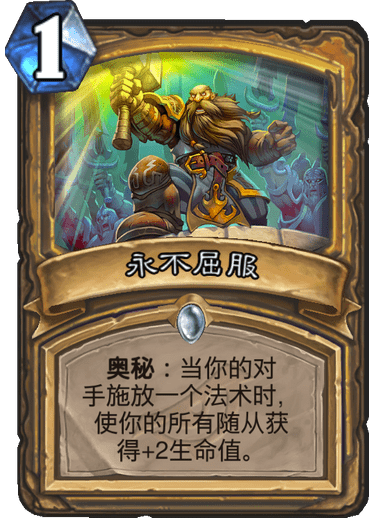 1
永不屈服
奥秘：当你的对
手施放一个法术时，
使你的所有随从获
得+2生命值。